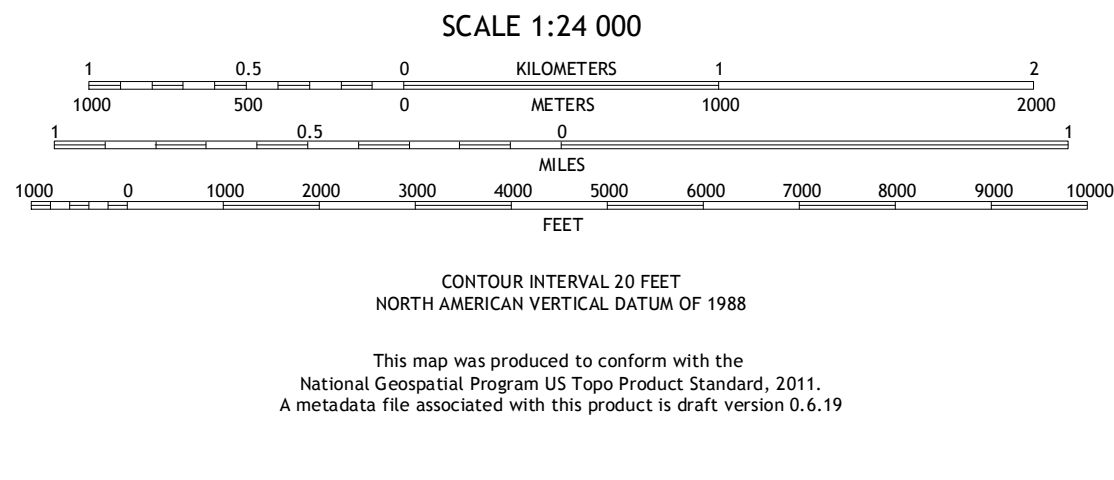 SCALE 1:24 000
1 0.5 0 KILOMETERS 1 2
1000 500 0 METERS 1000 2000
1 0.5 0 1
MILES
1000 0 1000 2000 3000 4000 5000 6000 7000 8000 9000 10000
FEET
CONTOUR INTERVAL 20 FEET
NORTH AMERICAN VERTICAL DATUM OF 1988
This map was produced to conform with the
National Geospatial Program US Topo Product Standard, 2011.
A metadata file associated with this product is draft version 0.6.19